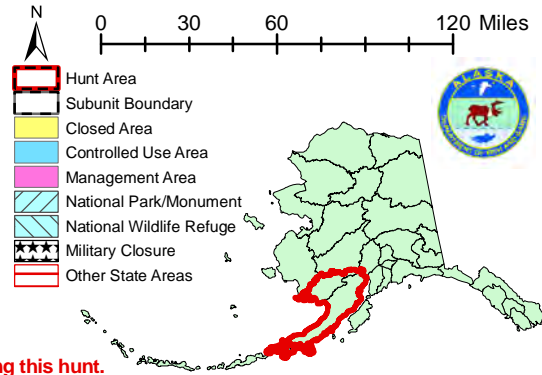 N
0 60 120 Miles
Hunt Area
Subunit Boundary
Closed Area
Controlled Use Area
Management Area
National Park/Monument
National Wildlife Refuge
Military Closure
Other State Areas
ALASKA
ng this hunt.